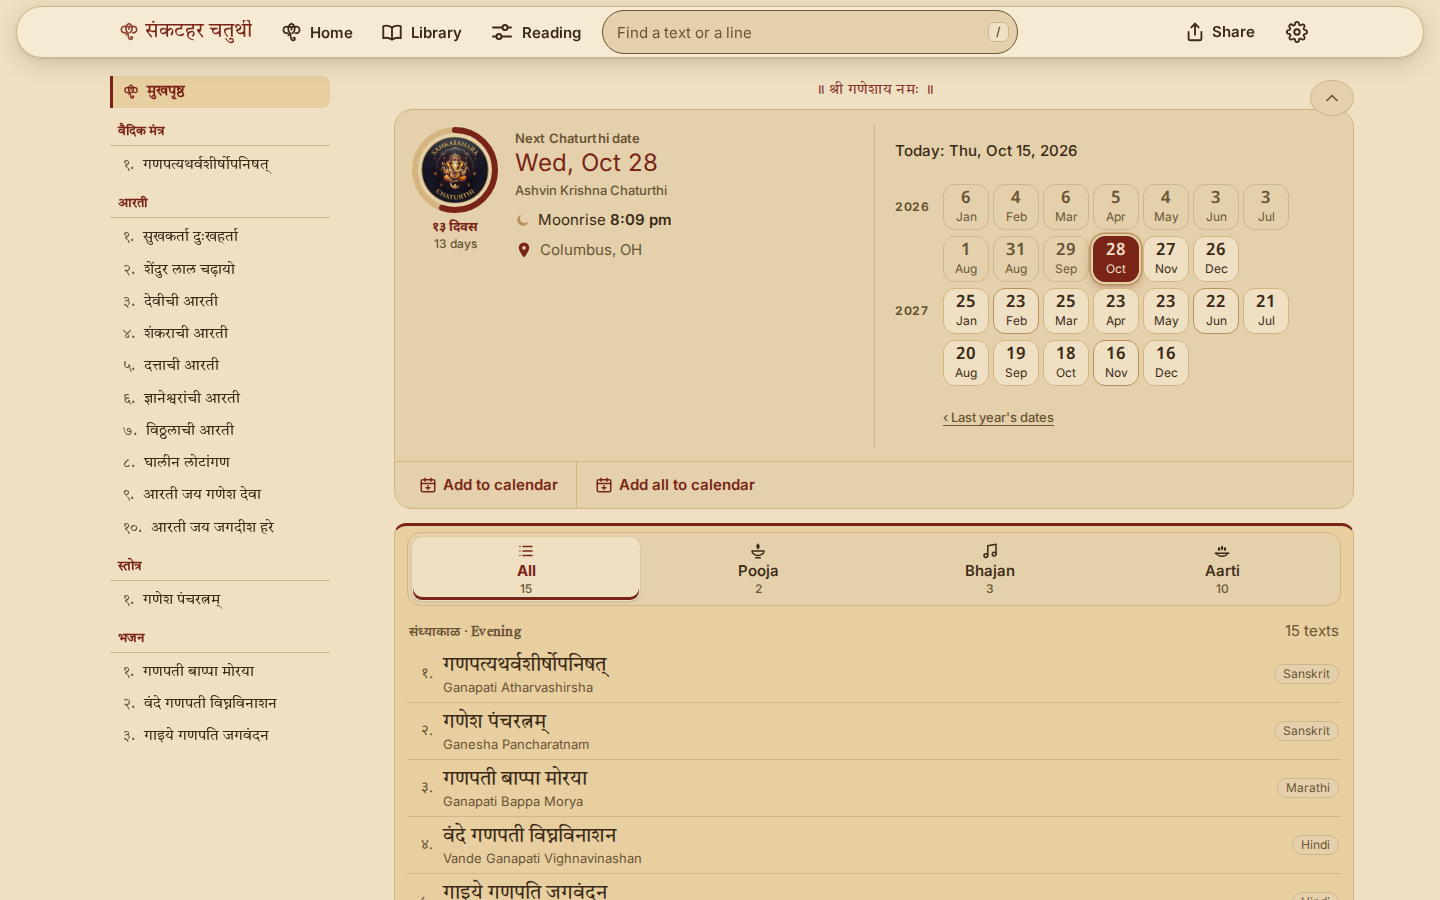 संकटहर चतुर्थी
Home
Library
Reading
Find a text or a line
/
Share
मुखपृष्ठ
वैदिक मंत्र
१. गणपत्यथर्वशीर्षोपनिषत्
आरती
१. सुखकर्ता दुःखहर्ता
२. शेंदुर लाल चढ़ायो
३. देवीची आरती
४. शंकराची आरती
५. दत्ताची आरती
६. ज्ञानेश्वरांची आरती
७. विठ्ठलाची आरती
८. घालीन लोटांगण
९. आरती जय गणेश देवा
१०. आरती जय जगदीश हरे
स्तोत्र
१. गणेश पंचरत्नम्
भजन
१. गणपती बाप्पा मोरया
२. वंदे गणपती विघ्नविनाशन
३. गाइये गणपति जगवंदन
॥ श्री गणेशाय नमः ॥
SANKATAHARA
CHATURTHI
१३ दिवस
13 days
Next Chaturthi date
Wed, Oct 28
Ashvin Krishna Chaturthi
Moonrise 8:09 pm
Columbus, OH
Today: Thu, Oct 15, 2026
2026
6 Jan
4 Feb
6 Mar
5 Apr
4 May
3 Jun
3 Jul
1 Aug
31 Aug
29 Sep
28 Oct
27 Nov
26 Dec
2027
25 Jan
23 Feb
25 Mar
23 Apr
23 May
22 Jun
21 Jul
20 Aug
19 Sep
18 Oct
16 Nov
16 Dec
‹ Last year's dates
Add to calendar
Add all to calendar
All
15
Pooja
2
Bhajan
3
Aarti
10
संध्याकाळ · Evening
15 texts
१. गणपत्यथर्वशीर्षोपनिषत्
Ganapati Atharvashirsha
Sanskrit
२. गणेश पंचरत्नम्
Ganesha Pancharatnam
Sanskrit
३. गणपती बाप्पा मोरया
Ganapati Bappa Morya
Marathi
४. वंदे गणपती विघ्नविनाशन
Vande Ganapati Vighnavinashan
Hindi
गाइये गणपति जगवंदन